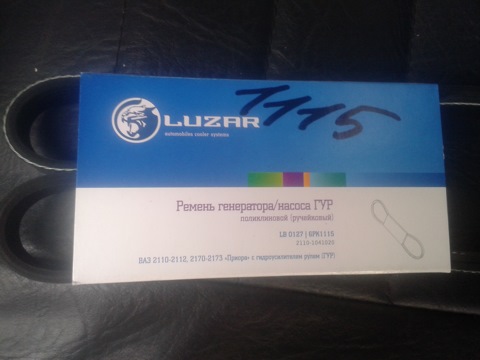 LUZAR
automobiles cooler systems
1115
Ремень генератора/насоса ГУР
поликлиновой (ручейковый)
LB 0127 | 6PK1115
2110-1041020
ВАЗ 2110-2112, 2170-2173 «Приора» с гидроусилителем рулем (ГУР)